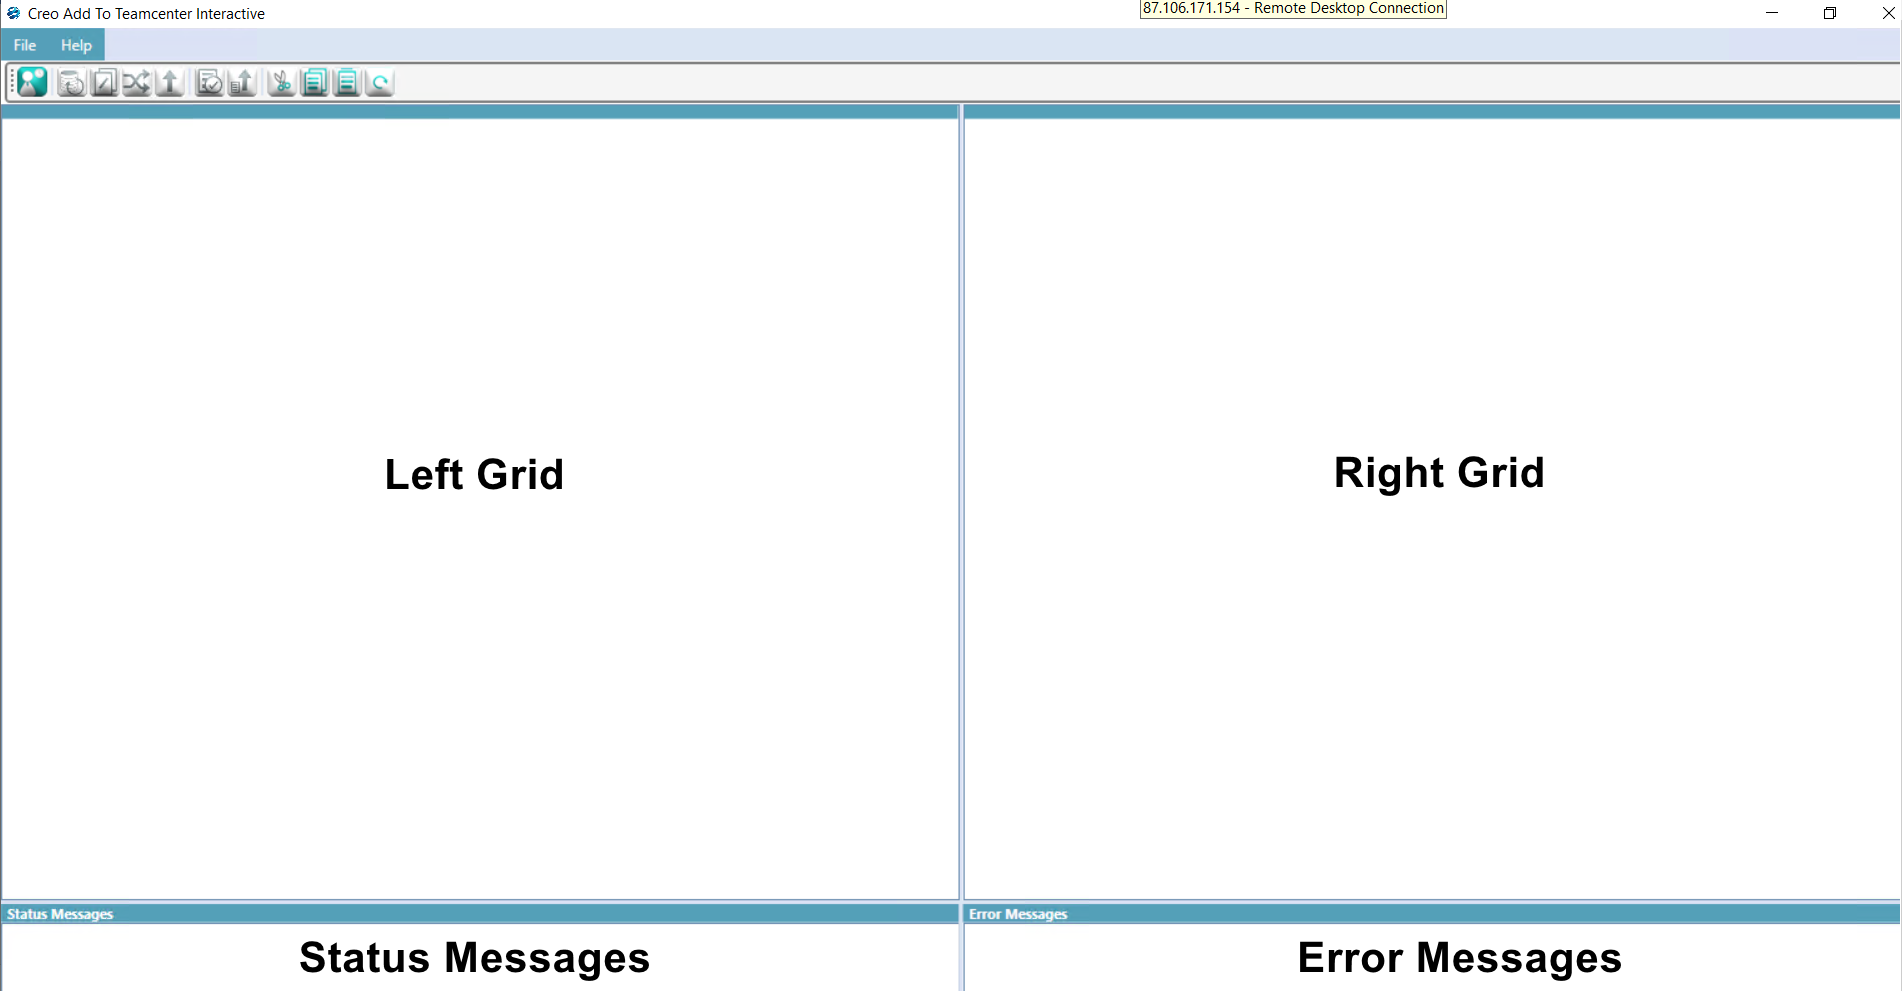 Creo Add To Teamcenter Interactive
87.106.171.154 - Remote Desktop Connection
File Help
Left Grid
Right Grid
Status Messages
Error Messages
Status Messages
Error Messages